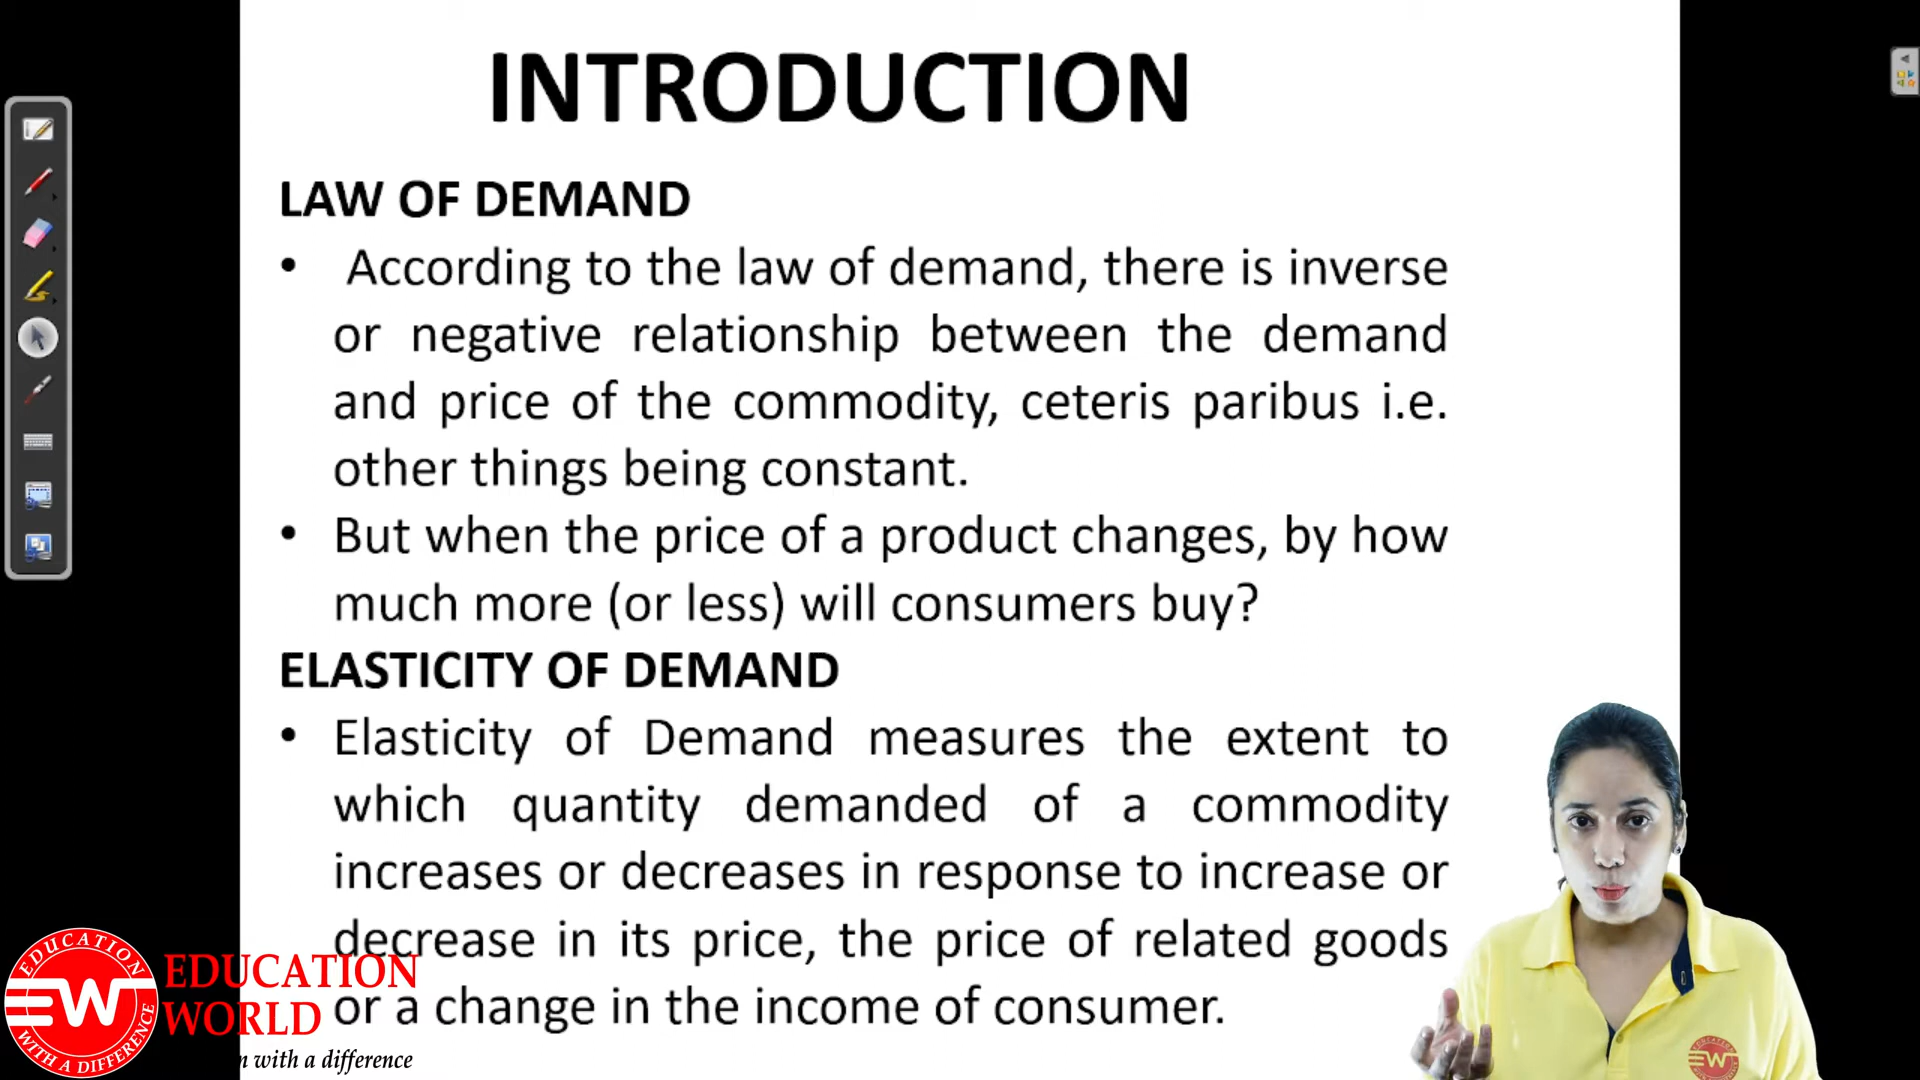 INTRODUCTION
LAW OF DEMAND
• According to the law of demand, there is inverse
or negative relationship between the demand
and price of the commodity, ceteris paribus i.e.
other things being constant.
• But when the price of a product changes, by how
much more (or less) will consumers buy?
ELASTICITY OF DEMAND
• Elasticity of Demand measures the extent to
which quantity demanded of a commodity
increases or decreases in response to increase or
decrease in its price, the price of related goods
or a change in the income of consumer.
EDUCATION
EW
WITH A DIFFERENCE
EDUCATION
WORLD
n with a difference
EW